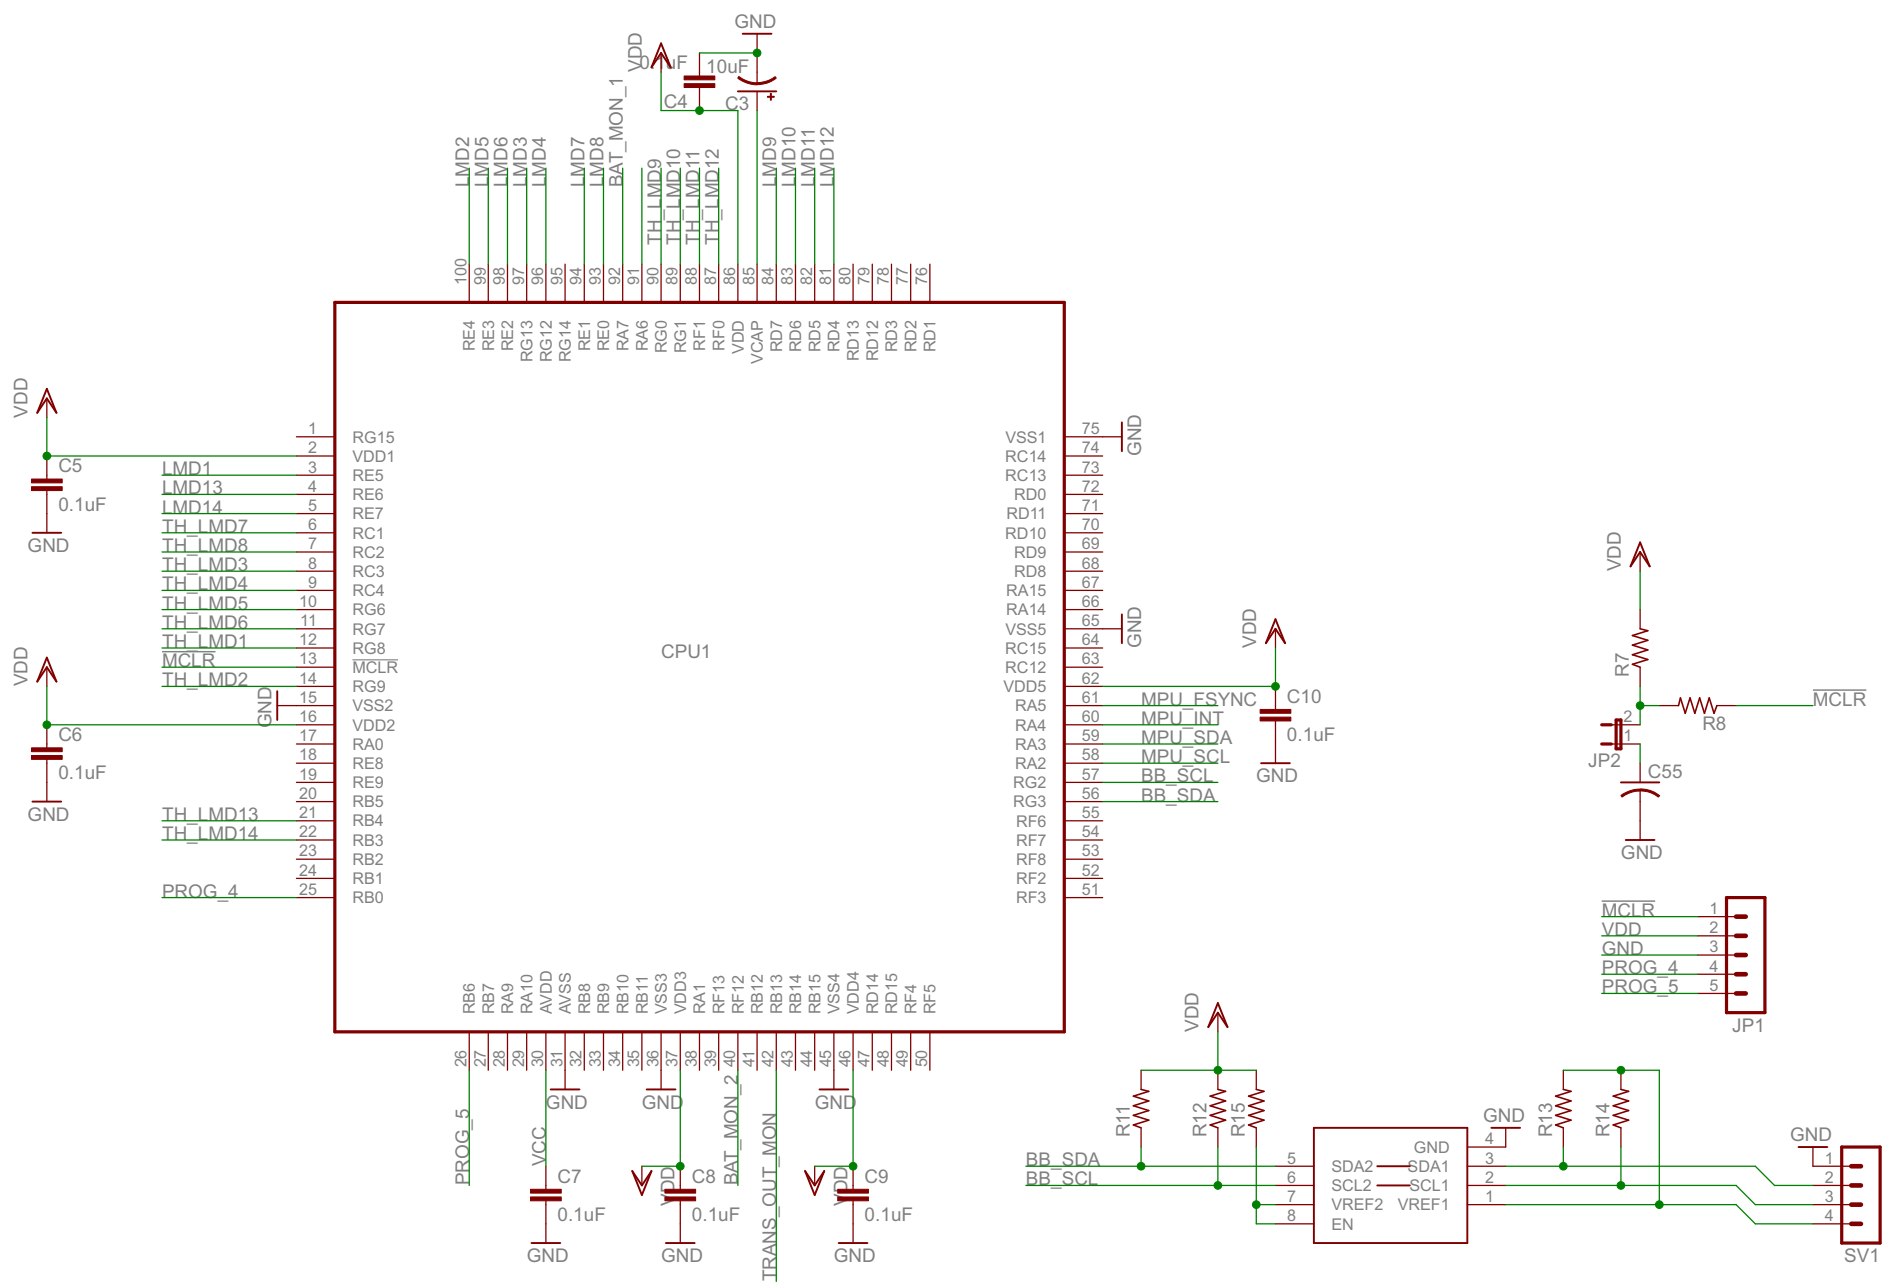 GND
VDD
10uF
C4
C3
BAT_MON_1
LMD2
LMD5
LMD6
LMD3
LMD4
LMD7
LMD8
TH_LMD9
TH_LMD10
TH_LMD11
TH_LMD12
LMD9
LMD10
LMD11
LMD12
100
99
98
97
96
95
94
93
92
91
90
89
88
87
86
85
84
83
82
81
80
79
78
77
76
RE4
RE3
RE2
RG13
RG12
RG14
RE1
RE0
RA7
RA6
RG0
RG1
RF1
RF0
VDD
VCAP
RD7
RD6
RD5
RD4
RD13
RD12
RD3
RD2
RD1
VDD
C5
0.1uF
GND
VDD
C6
0.1uF
GND
1 RG15
2 VDD1
LMD1 3 RE5
LMD13 4 RE6
LMD14 5 RE7
TH_LMD7 6 RC1
TH_LMD8 7 RC2
TH_LMD3 8 RC3
TH_LMD4 9 RC4
TH_LMD5 10 RG6
TH_LMD6 11 RG7
TH_LMD1 12 RG8
MCLR 13 MCLR
TH_LMD2 14 RG9
GND 15 VSS2
16 VDD2
17 RA0
18 RE8
19 RE9
20 RB5
TH_LMD13 21 RB4
TH_LMD14 22 RB3
23 RB2
24 RB1
PROG_4 25 RB0
CPU1
VSS1 75 GND
RC14 74
RC13 73
RD0 72
RD11 71
RD10 70
RD9 69
RD8 68
RA15 67
RA14 66
VSS5 65 GND
RC15 64
RC12 63
VDD5 62
RA5 61 MPU_FSYNC
RA4 60 MPU_INT
RA3 59 MPU_SDA
RA2 58 MPU_SCL
RG2 57 BB_SCL
RG3 56 BB_SDA
RF6 55
RF7 54
RF8 53
RF2 52
RF3 51
VDD
C10
0.1uF
GND
RB6
RB7
RA9
RA10
AVDD
AVSS
RB8
RB9
RB10
RB11
VSS3
VDD3
RA1
RF13
RF12
RB12
RB13
RB14
RB15
VSS4
VDD4
RD14
RD15
RF4
RF5
26
27
28
29
30
31
32
33
34
35
36
37
38
39
40
41
42
43
44
45
46
47
48
49
50
PROG_5
VCC
GND
GND
BAT_MON_2
TRANS_OUT_MON
GND
C7
0.1uF
GND
VDD
C8
0.1uF
GND
VDD
C9
0.1uF
GND
VDD
R7
R8
MCLR
2
1
JP2
C55
GND
MCLR 1
VDD 2
GND 3
PROG_4 4
PROG_5 5
JP1
VDD
R11
R12
R15
BB_SDA
BB_SCL
5 SDA2
6 SCL2
7 VREF2
8 EN
GND 4
SDA1 3
SCL1 2
VREF1 1
GND
R13
R14
GND
1
2
3
4
SV1